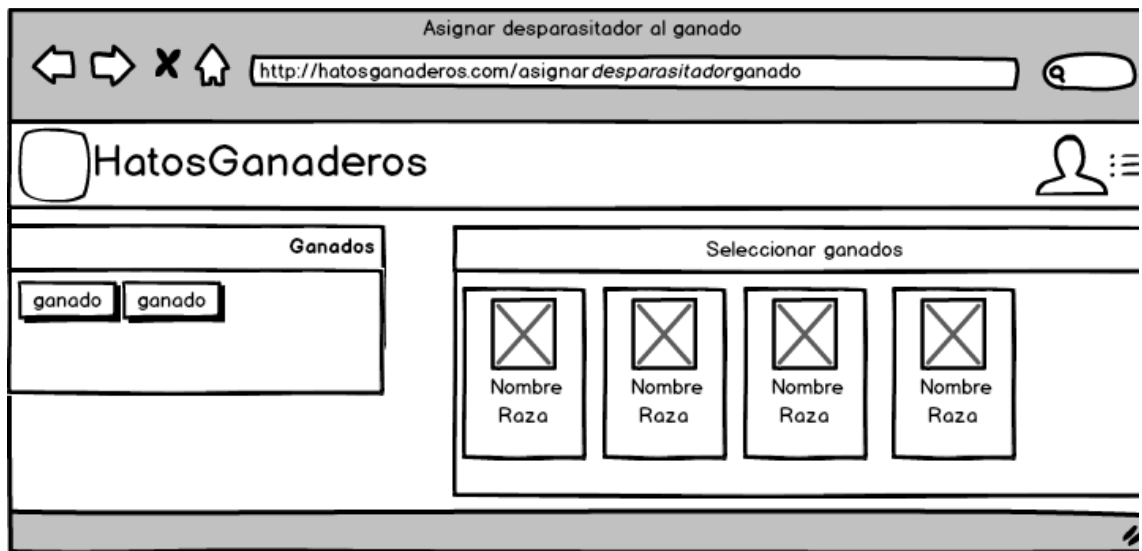 Asignar desparasitador al ganado
http://hatosganaderos.com/asignardesparasitadorganado
HatosGanaderos
Ganados
ganado ganado
Seleccionar ganados
Nombre Nombre Nombre Nombre
Raza Raza Raza Raza